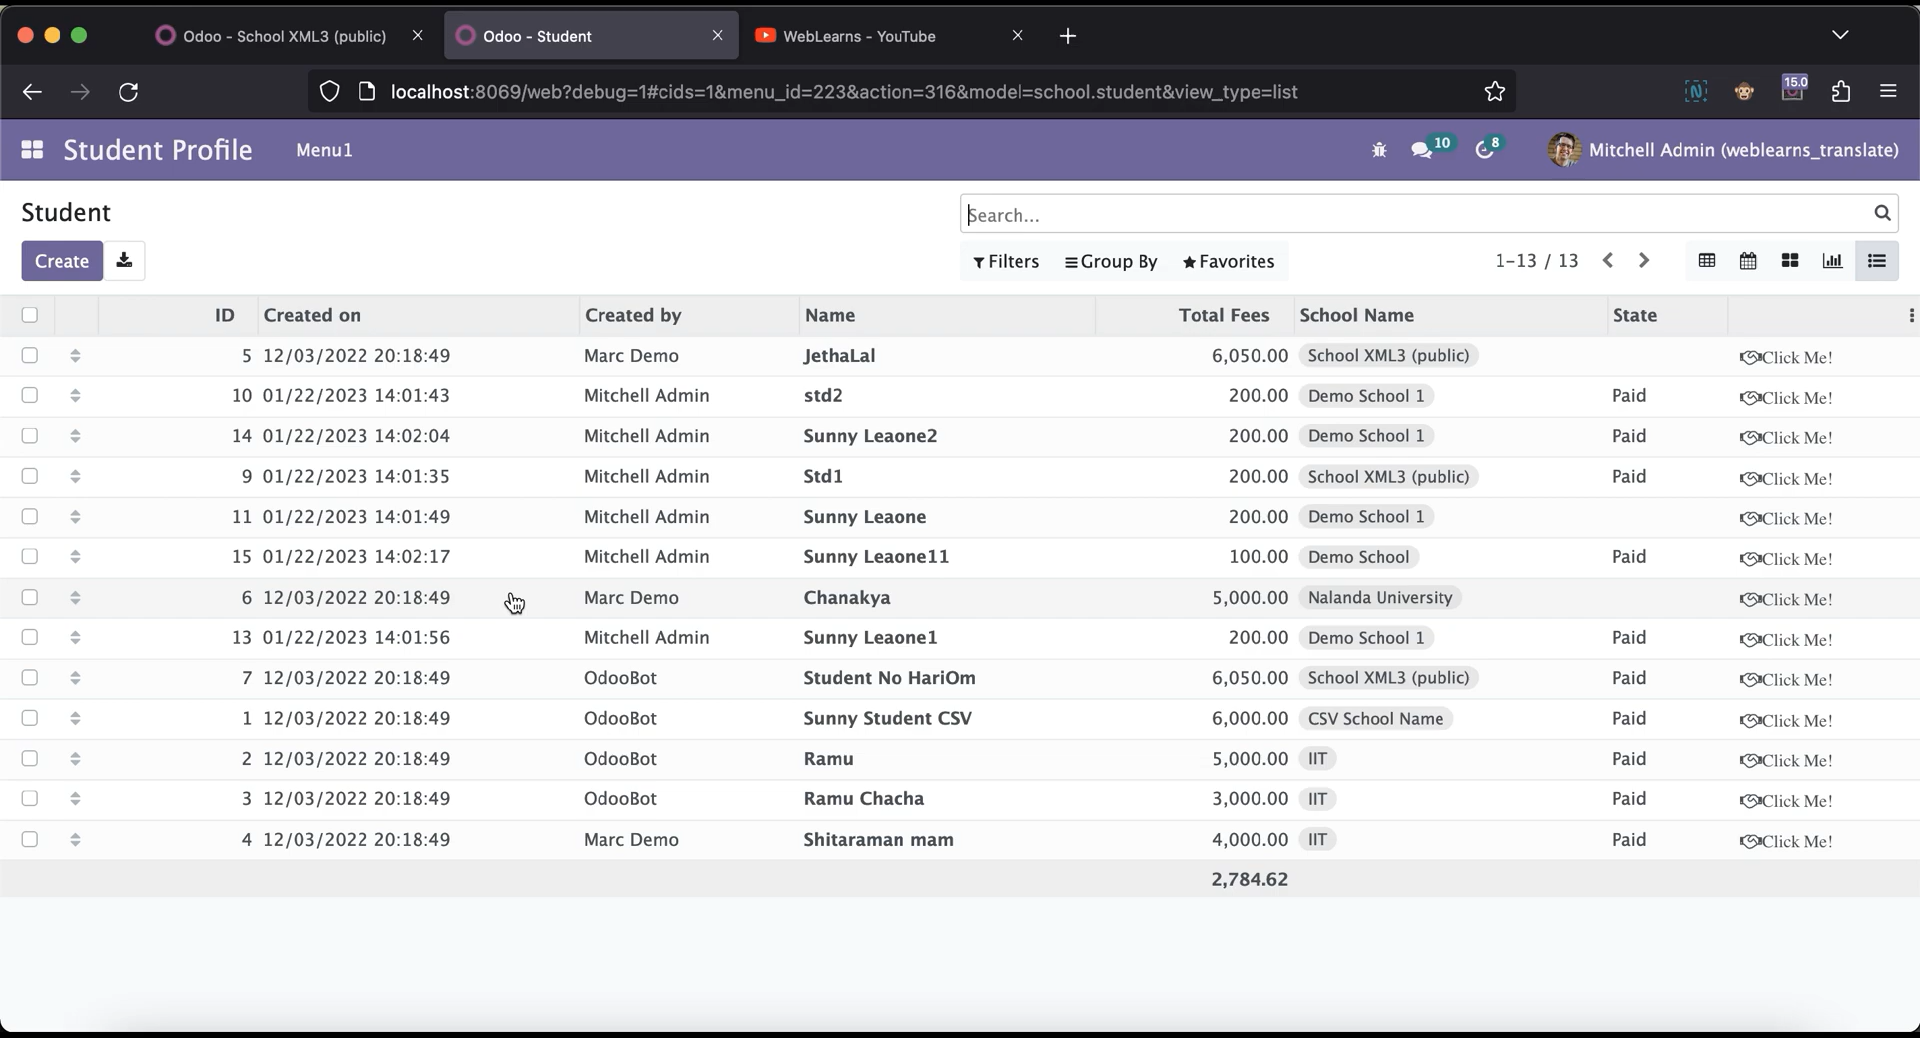 Odoo - School XML3 (public) Odoo - Student WebLearns - YouTube
localhost:8069/web?debug=1#cids=1&menu_id=223&action=316&model=school.student&view_type=list 15.0
Student Profile Menu1 10 8 Mitchell Admin (weblearns_translate)
Student Search...
Create Filters Group By Favorites 1-13 / 13
ID Created on Created by Name Total Fees School Name State
5 12/03/2022 20:18:49 Marc Demo JethaLal 6,050.00 School XML3 (public) Click Me!
10 01/22/2023 14:01:43 Mitchell Admin std2 200.00 Demo School 1 Paid Click Me!
14 01/22/2023 14:02:04 Mitchell Admin Sunny Leaone2 200.00 Demo School 1 Paid Click Me!
9 01/22/2023 14:01:35 Mitchell Admin Std1 200.00 School XML3 (public) Paid Click Me!
11 01/22/2023 14:01:49 Mitchell Admin Sunny Leaone 200.00 Demo School 1 Click Me!
15 01/22/2023 14:02:17 Mitchell Admin Sunny Leaone11 100.00 Demo School Paid Click Me!
6 12/03/2022 20:18:49 Marc Demo Chanakya 5,000.00 Nalanda University Click Me!
13 01/22/2023 14:01:56 Mitchell Admin Sunny Leaone1 200.00 Demo School 1 Paid Click Me!
7 12/03/2022 20:18:49 OdooBot Student No HariOm 6,050.00 School XML3 (public) Paid Click Me!
1 12/03/2022 20:18:49 OdooBot Sunny Student CSV 6,000.00 CSV School Name Paid Click Me!
2 12/03/2022 20:18:49 OdooBot Ramu 5,000.00 IIT Paid Click Me!
3 12/03/2022 20:18:49 OdooBot Ramu Chacha 3,000.00 IIT Paid Click Me!
4 12/03/2022 20:18:49 Marc Demo Shitaraman mam 4,000.00 IIT Paid Click Me!
2,784.62